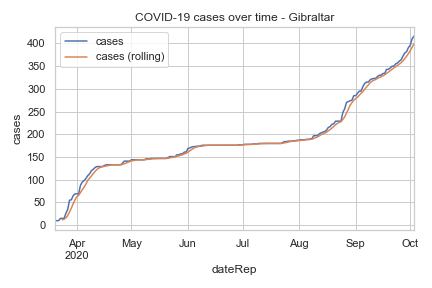 COVID-19 cases over time - Gibraltar
cases
cases (rolling)
cases
400
350
300
250
200
150
100
50
0
Apr May Jun Jul Aug Sep Oct
2020
dateRep